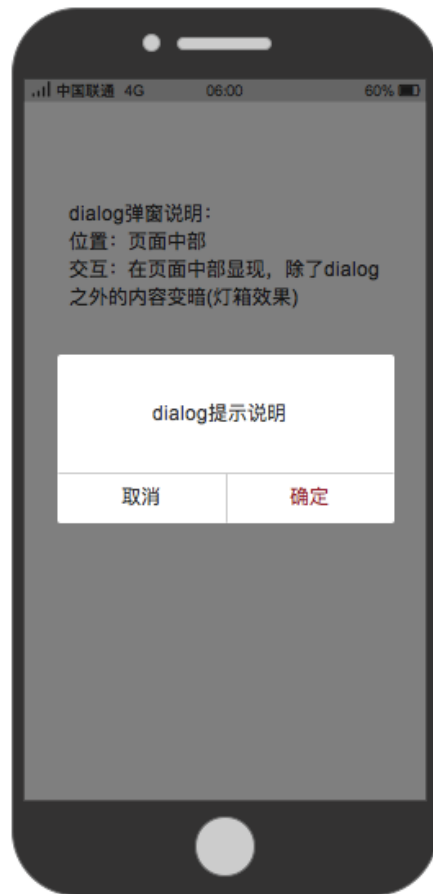 中国联通 4G 06:00 60%
dialog弹窗说明：
位置：页面中部
交互：在页面中部显现，除了dialog
之外的内容变暗(灯箱效果)
dialog提示说明
取消 确定